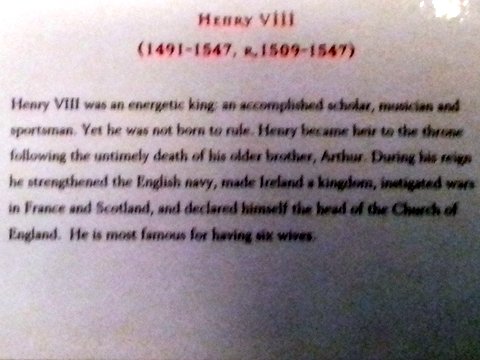 HENRY VIII
(1491-1547, R. 1509-1547)
Henry VIII was an energetic king: an accomplished scholar, musician and
sportsman. Yet he was not born to rule. Henry became heir to the throne
following the untimely death of his older brother, Arthur. During his reign
he strengthened the English navy, made Ireland a kingdom, instigated wars
in France and Scotland, and declared himself the head of the Church of
England. He is most famous for having six wives.